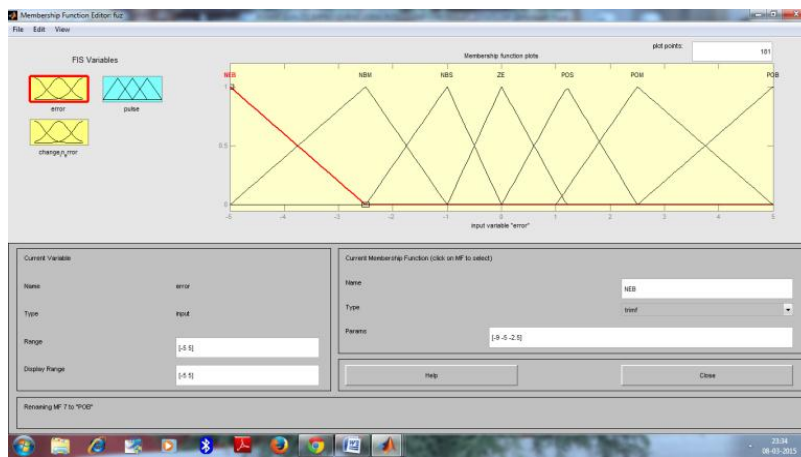 Membership Function Editor: fuz
File Edit View
FIS Variables
error
pulse
Membership function plots
plot points:
181
NEB NBM NBS ZE POS POM POB
1
0.5
0
-5 -4 -3 -2 -1 0 1 2 3 4 5
input variable "error"
Current Variable
Name error
Type input
Range [-5 5]
Display Range [-5 5]
Current Membership Function (click on MF to select)
Name NEB
Type trimf
Params [-9 -5 -2.5]
Help
Close
Renaming MF 7 to "POB"
23:34
08-03-2015